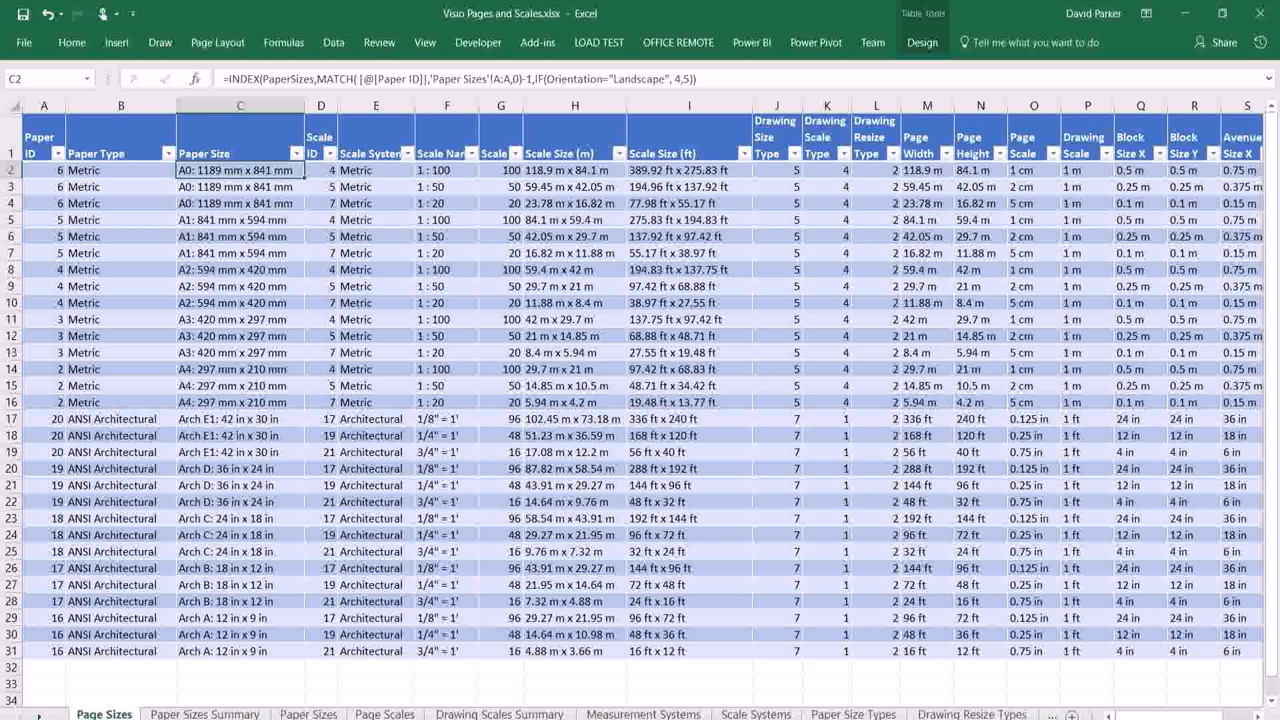 Visio Pages and Scales.xlsx - Excel
Table Tools
David Parker
File Home Insert Draw Page Layout Formulas Data Review View Developer Add-ins LOAD TEST OFFICE REMOTE Power BI Power Pivot Team Design Tell me what you want to do Share
C2 fx =INDEX(PaperSizes,MATCH([@[Paper ID]],'Paper Sizes'!A:A,0)-1,IF(Orientation="Landscape", 4,5))
A B C D E F G H I J K L M N O P Q R S
1 Paper ID Paper Type Paper Size Scale ID Scale System Scale Nar Scale Scale Size (m) Scale Size (ft) Drawing Size Type Drawing Scale Type Drawing Resize Type Page Width Page Height Page Scale Drawing Scale Block Size X Block Size Y Avenue Size X
2 6 Metric A0: 1189 mm x 841 mm 4 Metric 1 : 100 100 118.9 m x 84.1 m 389.92 ft x 275.83 ft 5 4 2 118.9 m 84.1 m 1 cm 1 m 0.5 m 0.5 m 0.75 m
3 6 Metric A0: 1189 mm x 841 mm 5 Metric 1 : 50 50 59.45 m x 42.05 m 194.96 ft x 137.92 ft 5 4 2 59.45 m 42.05 m 2 cm 1 m 0.25 m 0.25 m 0.375 m
4 6 Metric A0: 1189 mm x 841 mm 7 Metric 1 : 20 20 23.78 m x 16.82 m 77.98 ft x 55.17 ft 5 4 2 23.78 m 16.82 m 5 cm 1 m 0.1 m 0.1 m 0.15 m
5 5 Metric A1: 841 mm x 594 mm 4 Metric 1 : 100 100 84.1 m x 59.4 m 275.83 ft x 194.83 ft 5 4 2 84.1 m 59.4 m 1 cm 1 m 0.5 m 0.5 m 0.75 m
6 5 Metric A1: 841 mm x 594 mm 5 Metric 1 : 50 50 42.05 m x 29.7 m 137.92 ft x 97.42 ft 5 4 2 42.05 m 29.7 m 2 cm 1 m 0.25 m 0.25 m 0.375 m
7 5 Metric A1: 841 mm x 594 mm 7 Metric 1 : 20 20 16.82 m x 11.88 m 55.17 ft x 38.97 ft 5 4 2 16.82 m 11.88 m 5 cm 1 m 0.1 m 0.1 m 0.15 m
8 4 Metric A2: 594 mm x 420 mm 4 Metric 1 : 100 100 59.4 m x 42 m 194.83 ft x 137.75 ft 5 4 2 59.4 m 42 m 1 cm 1 m 0.5 m 0.5 m 0.75 m
9 4 Metric A2: 594 mm x 420 mm 5 Metric 1 : 50 50 29.7 m x 21 m 97.42 ft x 68.88 ft 5 4 2 29.7 m 21 m 2 cm 1 m 0.25 m 0.25 m 0.375 m
10 4 Metric A2: 594 mm x 420 mm 7 Metric 1 : 20 20 11.88 m x 8.4 m 38.97 ft x 27.55 ft 5 4 2 11.88 m 8.4 m 5 cm 1 m 0.1 m 0.1 m 0.15 m
11 3 Metric A3: 420 mm x 297 mm 4 Metric 1 : 100 100 42 m x 29.7 m 137.75 ft x 97.42 ft 5 4 2 42 m 29.7 m 1 cm 1 m 0.5 m 0.5 m 0.75 m
12 3 Metric A3: 420 mm x 297 mm 5 Metric 1 : 50 50 21 m x 14.85 m 68.88 ft x 48.71 ft 5 4 2 21 m 14.85 m 2 cm 1 m 0.25 m 0.25 m 0.375 m
13 3 Metric A3: 420 mm x 297 mm 7 Metric 1 : 20 20 8.4 m x 5.94 m 27.55 ft x 19.48 ft 5 4 2 8.4 m 5.94 m 5 cm 1 m 0.1 m 0.1 m 0.15 m
14 2 Metric A4: 297 mm x 210 mm 4 Metric 1 : 100 100 29.7 m x 21 m 97.42 ft x 68.83 ft 5 4 2 29.7 m 21 m 1 cm 1 m 0.5 m 0.5 m 0.75 m
15 2 Metric A4: 297 mm x 210 mm 5 Metric 1 : 50 50 14.85 m x 10.5 m 48.71 ft x 34.42 ft 5 4 2 14.85 m 10.5 m 2 cm 1 m 0.25 m 0.25 m 0.375 m
16 2 Metric A4: 297 mm x 210 mm 7 Metric 1 : 20 20 5.94 m x 4.2 m 19.48 ft x 13.77 ft 5 4 2 5.94 m 4.2 m 5 cm 1 m 0.1 m 0.1 m 0.15 m
17 20 ANSI Architectural Arch E1: 42 in x 30 in 17 Architectural 1/8" = 1' 96 102.45 m x 73.18 m 336 ft x 240 ft 7 1 2 336 ft 240 ft 0.125 in 1 ft 24 in 24 in 36 in
18 20 ANSI Architectural Arch E1: 42 in x 30 in 19 Architectural 1/4" = 1' 48 51.23 m x 36.59 m 168 ft x 120 ft 7 1 2 168 ft 120 ft 0.25 in 1 ft 12 in 12 in 18 in
19 20 ANSI Architectural Arch E1: 42 in x 30 in 21 Architectural 3/4" = 1' 16 17.08 m x 12.2 m 56 ft x 40 ft 7 1 2 56 ft 40 ft 0.75 in 1 ft 4 in 4 in 6 in
20 19 ANSI Architectural Arch D: 36 in x 24 in 17 Architectural 1/8" = 1' 96 87.82 m x 58.54 m 288 ft x 192 ft 7 1 2 288 ft 192 ft 0.125 in 1 ft 24 in 24 in 36 in
21 19 ANSI Architectural Arch D: 36 in x 24 in 19 Architectural 1/4" = 1' 48 43.91 m x 29.27 m 144 ft x 96 ft 7 1 2 144 ft 96 ft 0.25 in 1 ft 12 in 12 in 18 in
22 19 ANSI Architectural Arch D: 36 in x 24 in 21 Architectural 3/4" = 1' 16 14.64 m x 9.76 m 48 ft x 32 ft 7 1 2 48 ft 32 ft 0.75 in 1 ft 4 in 4 in 6 in
23 18 ANSI Architectural Arch C: 24 in x 18 in 17 Architectural 1/8" = 1' 96 58.54 m x 43.91 m 192 ft x 144 ft 7 1 2 192 ft 144 ft 0.125 in 1 ft 24 in 24 in 36 in
24 18 ANSI Architectural Arch C: 24 in x 18 in 19 Architectural 1/4" = 1' 48 29.27 m x 21.95 m 96 ft x 72 ft 7 1 2 96 ft 72 ft 0.25 in 1 ft 12 in 12 in 18 in
25 18 ANSI Architectural Arch C: 24 in x 18 in 21 Architectural 3/4" = 1' 16 9.76 m x 7.32 m 32 ft x 24 ft 7 1 2 32 ft 24 ft 0.75 in 1 ft 4 in 4 in 6 in
26 17 ANSI Architectural Arch B: 18 in x 12 in 17 Architectural 1/8" = 1' 96 43.91 m x 29.27 m 144 ft x 96 ft 7 1 2 144 ft 96 ft 0.125 in 1 ft 24 in 24 in 36 in
27 17 ANSI Architectural Arch B: 18 in x 12 in 19 Architectural 1/4" = 1' 48 21.95 m x 14.64 m 72 ft x 48 ft 7 1 2 72 ft 48 ft 0.25 in 1 ft 12 in 12 in 18 in
28 17 ANSI Architectural Arch B: 18 in x 12 in 21 Architectural 3/4" = 1' 16 7.32 m x 4.88 m 24 ft x 16 ft 7 1 2 24 ft 16 ft 0.75 in 1 ft 4 in 4 in 6 in
29 16 ANSI Architectural Arch A: 12 in x 9 in 17 Architectural 1/8" = 1' 96 29.27 m x 21.95 m 96 ft x 72 ft 7 1 2 96 ft 72 ft 0.125 in 1 ft 24 in 24 in 36 in
30 16 ANSI Architectural Arch A: 12 in x 9 in 19 Architectural 1/4" = 1' 48 14.64 m x 10.98 m 48 ft x 36 ft 7 1 2 48 ft 36 ft 0.25 in 1 ft 12 in 12 in 18 in
31 16 ANSI Architectural Arch A: 12 in x 9 in 21 Architectural 3/4" = 1' 16 4.88 m x 3.66 m 16 ft x 12 ft 7 1 2 16 ft 12 ft 0.75 in 1 ft 4 in 4 in 6 in
32
33
34
Page Sizes Paper Sizes Summary Paper Sizes Page Scales Drawing Scales Summary Measurement Systems Scale Systems Paper Size Types Drawing Resize Types ...